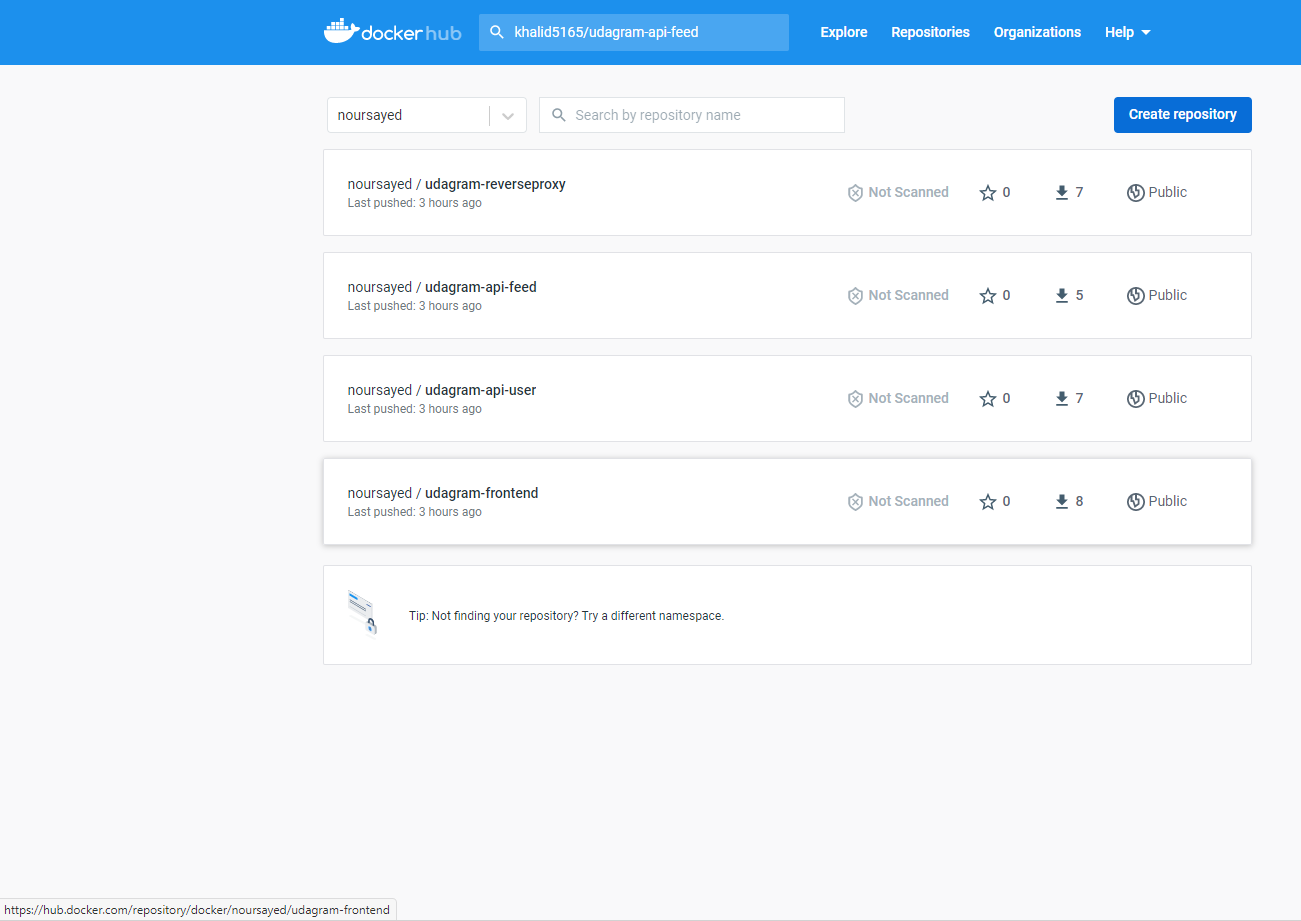 docker hub
khalid5165/udagram-api-feed
Explore
Repositories
Organizations
Help
noursayed
Search by repository name
Create repository
noursayed / udagram-reverseproxy
Last pushed: 3 hours ago
Not Scanned
0
7
Public
noursayed / udagram-api-feed
Last pushed: 3 hours ago
Not Scanned
0
5
Public
noursayed / udagram-api-user
Last pushed: 3 hours ago
Not Scanned
0
7
Public
noursayed / udagram-frontend
Last pushed: 3 hours ago
Not Scanned
0
8
Public
Tip: Not finding your repository? Try a different namespace.
https://hub.docker.com/repository/docker/noursayed/udagram-frontend